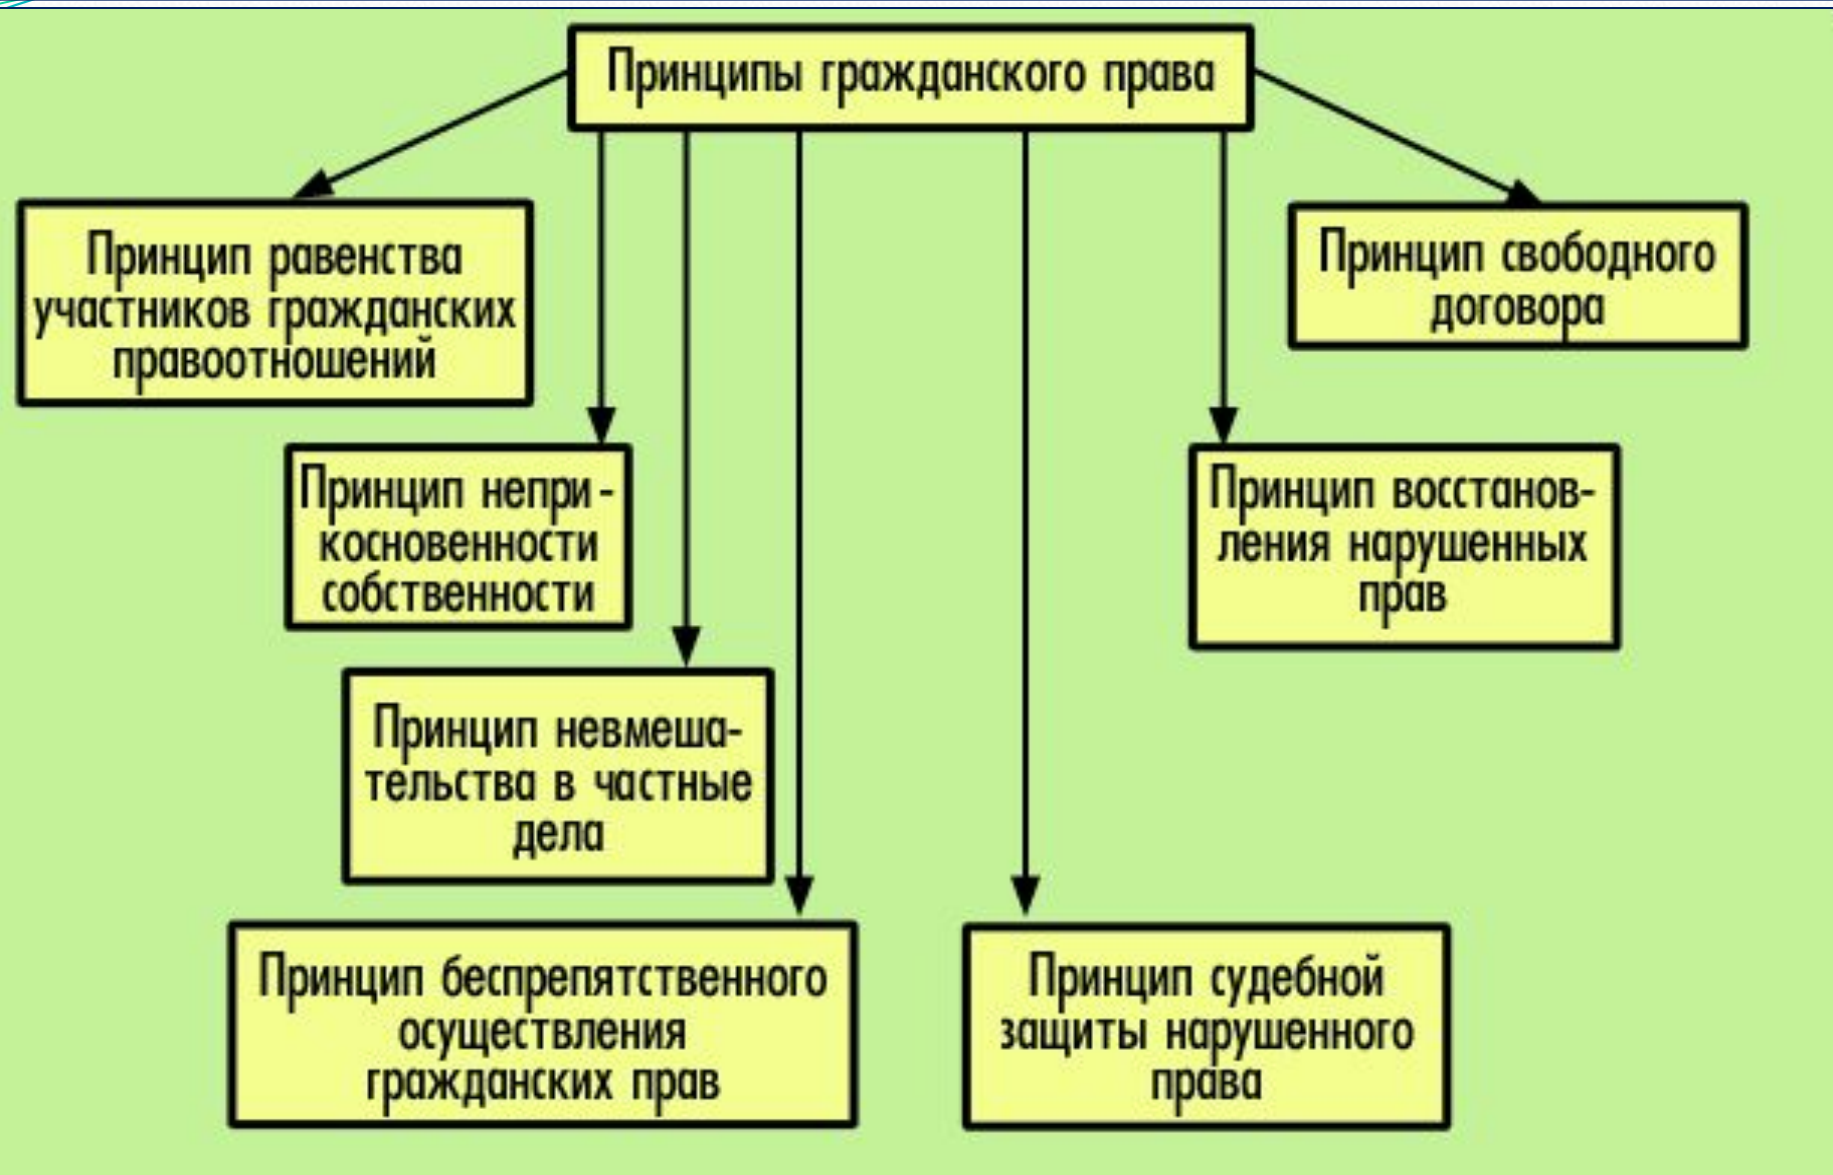 Принципы гражданского права
Принцип равенства
участников гражданских
правоотношений
Принцип свободного
договора
Принцип непри-
косновенности
собственности
Принцип восстанов-
ления нарушенных
прав
Принцип невмеша-
тельства в частные
дела
Принцип беспрепятственного
осуществления
гражданских прав
Принцип судебной
защиты нарушенного
права